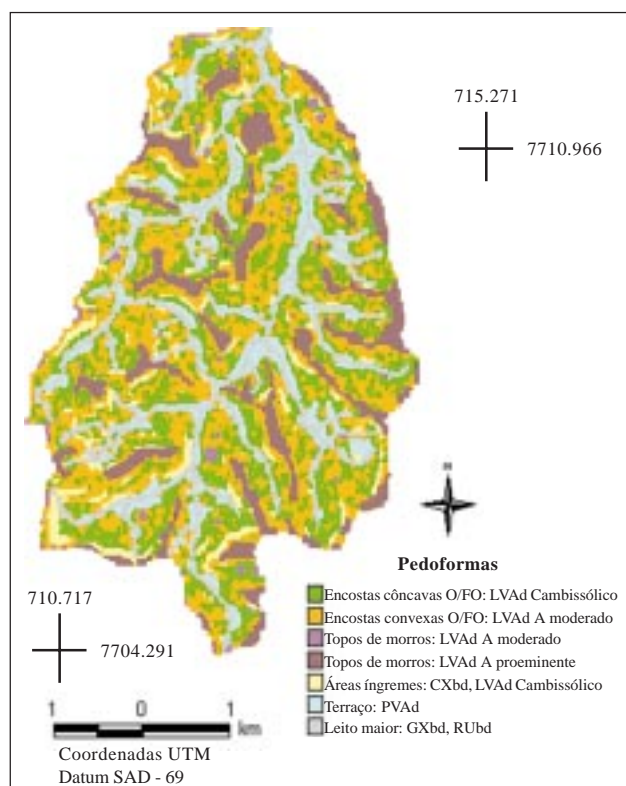 715.271
7710.966
N
Pedoformas
Encostas côncavas O/FO: LVAd Cambissólico
Encostas convexas O/FO: LVAd A moderado
Topos de morros: LVAd A moderado
Topos de morros: LVAd A proeminente
Áreas íngremes: CXbd, LVAd Cambissólico
Terraço: PVAd
Leito maior: GXbd, RUbd
710.717
7704.291
1 0 1
km
Coordenadas UTM
Datum SAD - 69